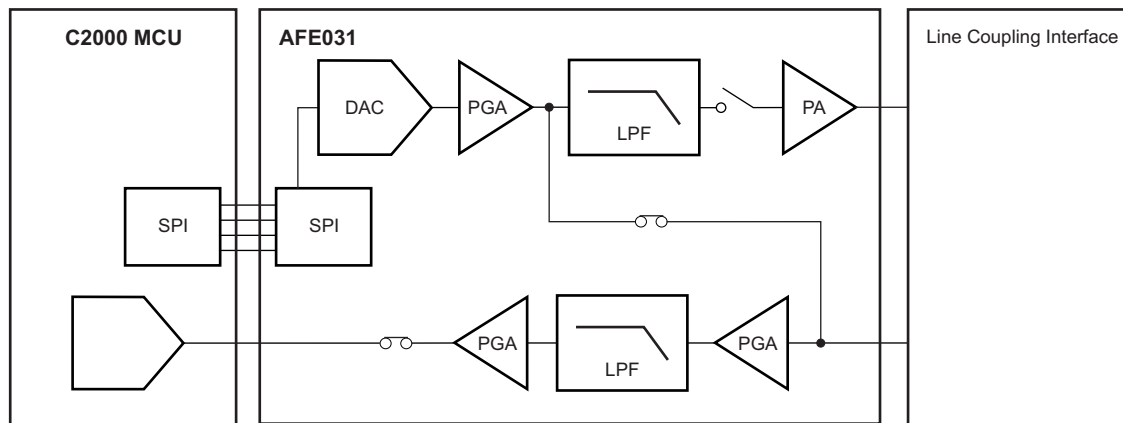 C2000 MCU
AFE031
Line Coupling Interface
DAC
PGA
LPF
PA
SPI
SPI
PGA
LPF
PGA